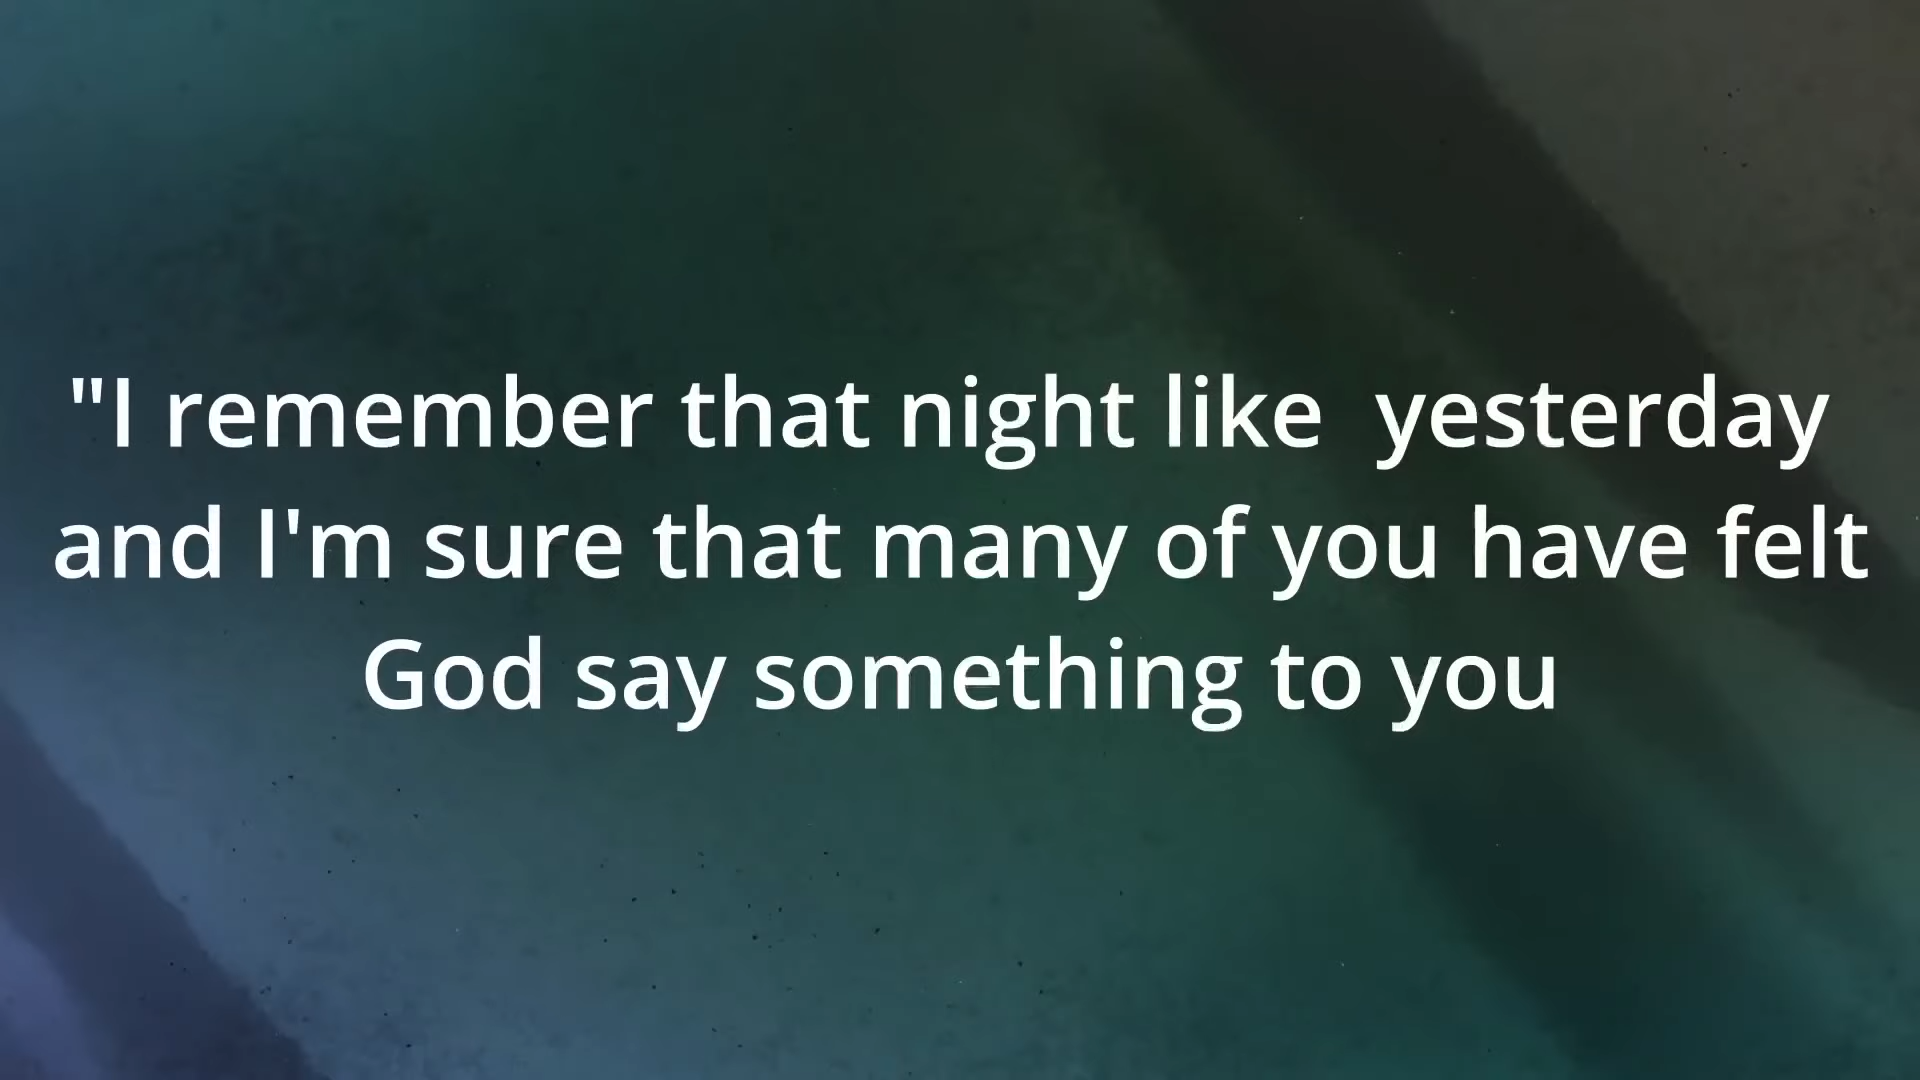 "I remember that night like  yesterday
and I'm sure that many of you have felt
God say something to you